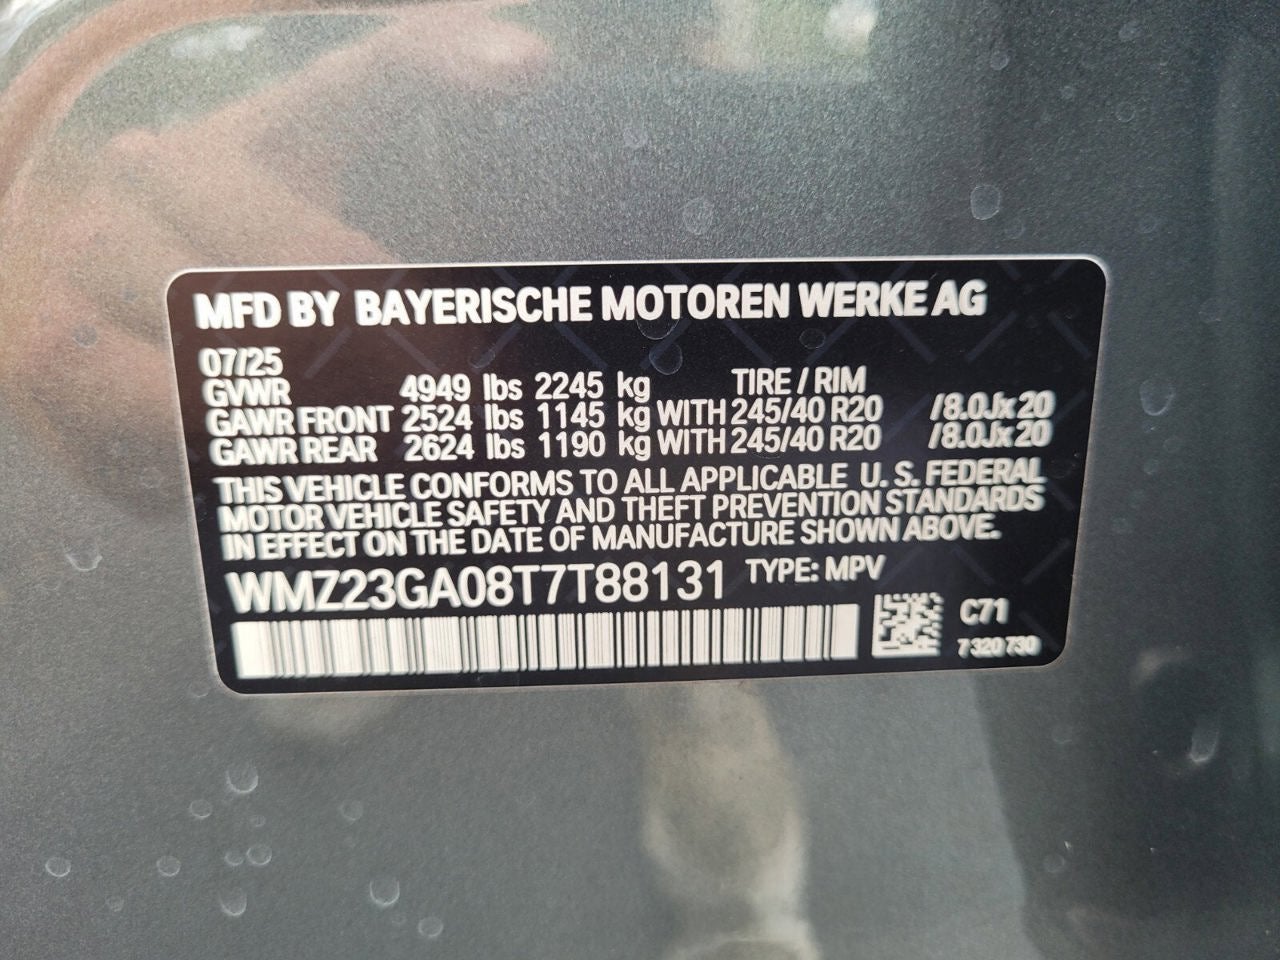 MFD BY BAYERISCHE MOTOREN WERKE AG
07/25
GVWR 4949 lbs 2245 kg TIRE / RIM
GAWR FRONT 2524 lbs 1145 kg WITH 245/40 R20 /8.0Jx20
GAWR REAR 2624 lbs 1190 kg WITH 245/40 R20 /8.0Jx20
THIS VEHICLE CONFORMS TO ALL APPLICABLE U.S. FEDERAL
MOTOR VEHICLE SAFETY AND THEFT PREVENTION STANDARDS
IN EFFECT ON THE DATE OF MANUFACTURE SHOWN ABOVE.
WMZ23GA08T7T88131 TYPE: MPV
C71
7 320 730